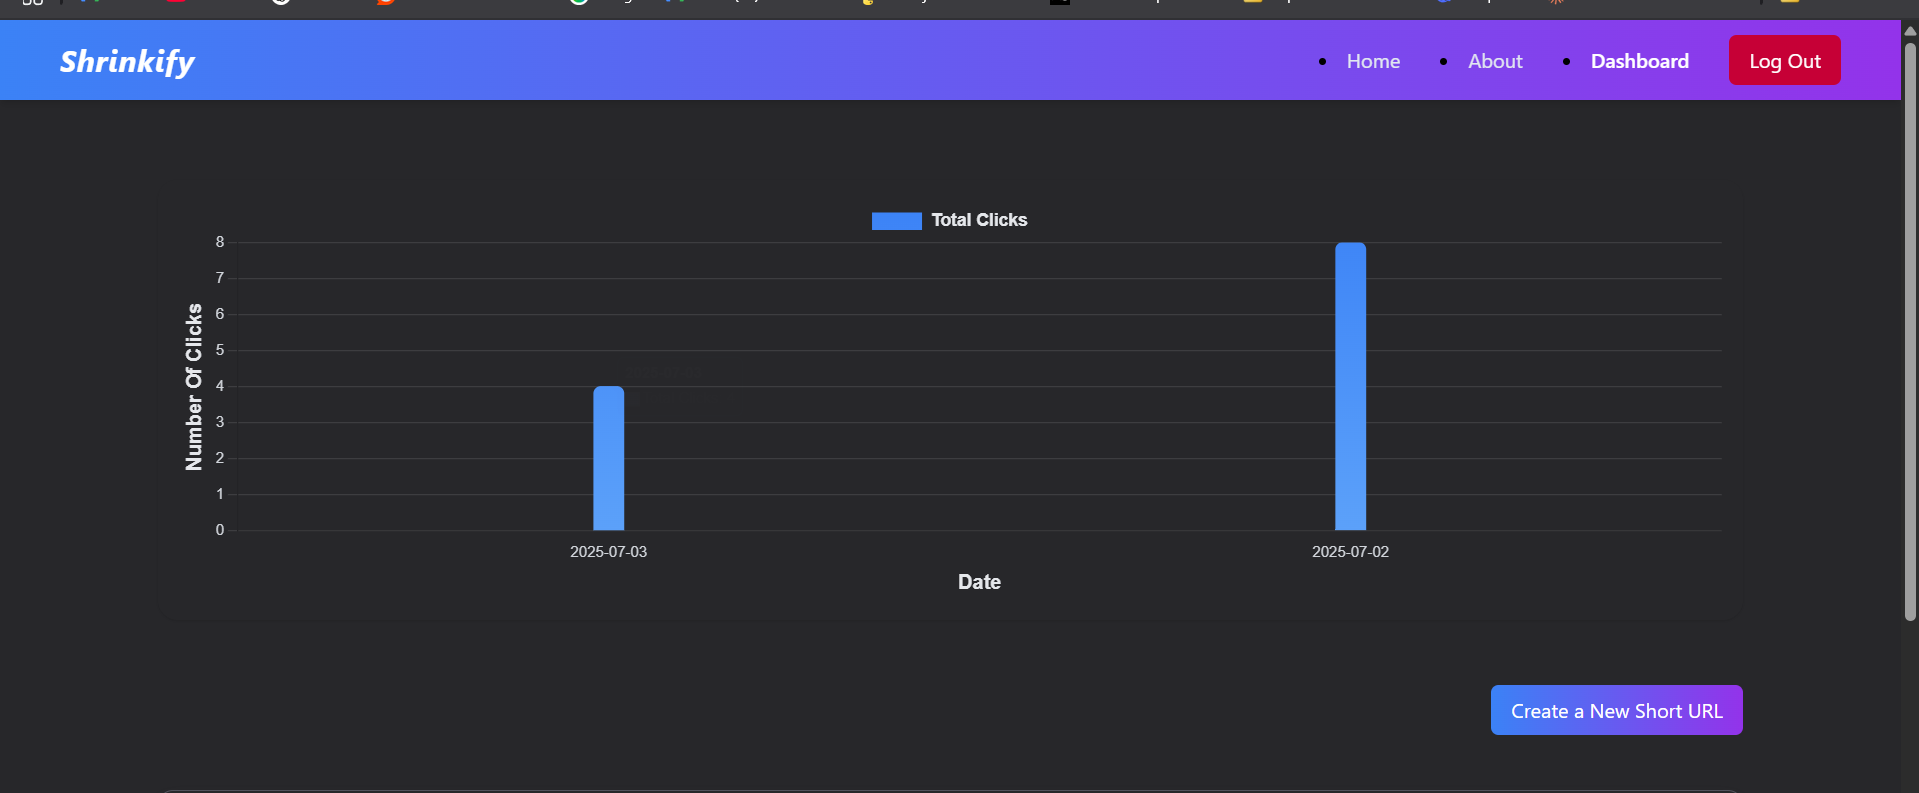 Shrinkify
Home
About
Dashboard
Log Out
Total Clicks
8
7
6
5
4
3
2
1
0
Number Of Clicks
2025-07-03
2025-07-02
Date
Create a New Short URL